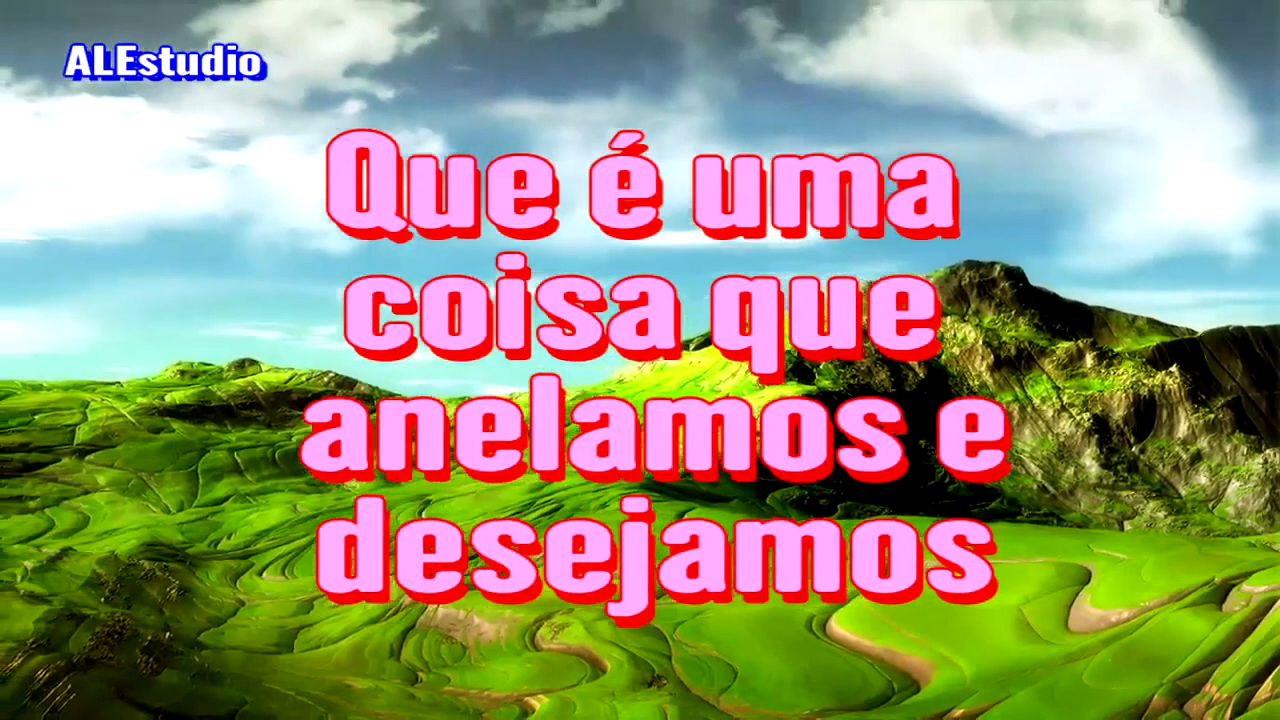 ALEstudio
Que é uma
coisa que
anelamos e
desejamos